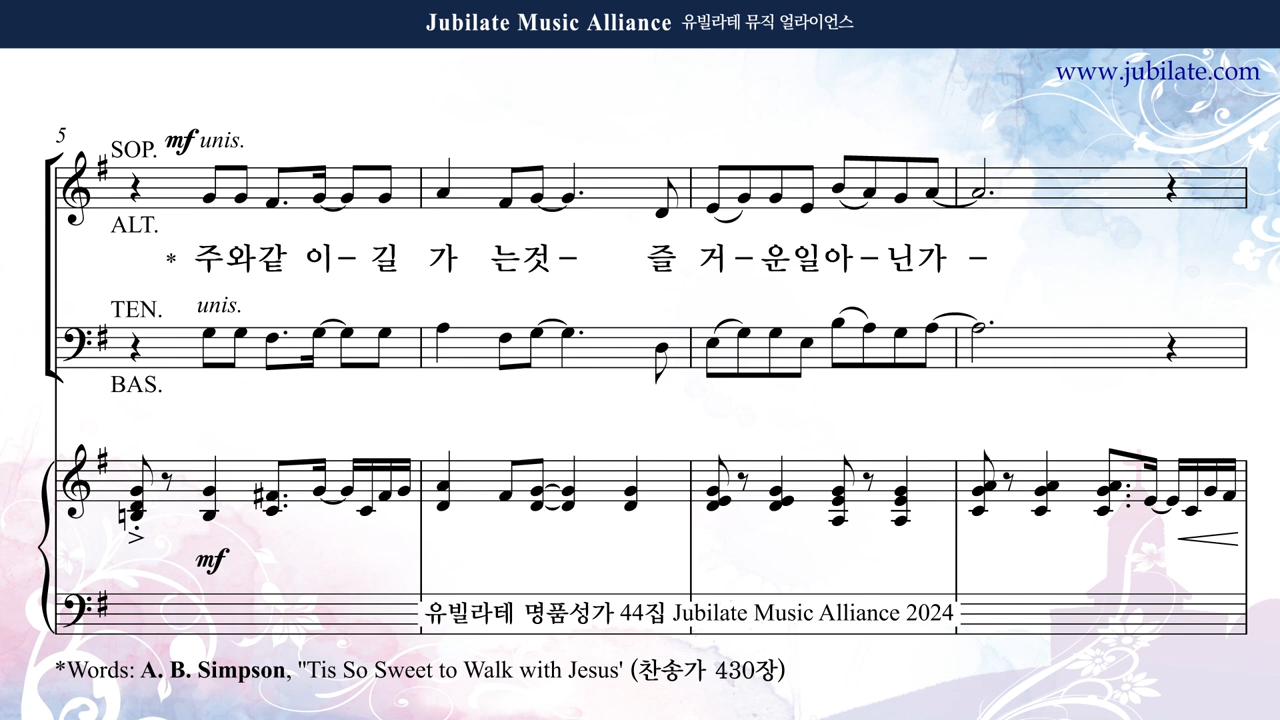 Jubilate Music Alliance 유빌라테 뮤직 얼라이언스
www.jubilate.com
5
SOP. mf unis.
ALT.
* 주와같 이– 길 가 는것 – 즐 거 – 운일아 – 닌가 –
TEN. unis.
BAS.
mf
유빌라테 명품성가 44집 Jubilate Music Alliance 2024
*Words: A. B. Simpson, "Tis So Sweet to Walk with Jesus' (찬송가 430장)